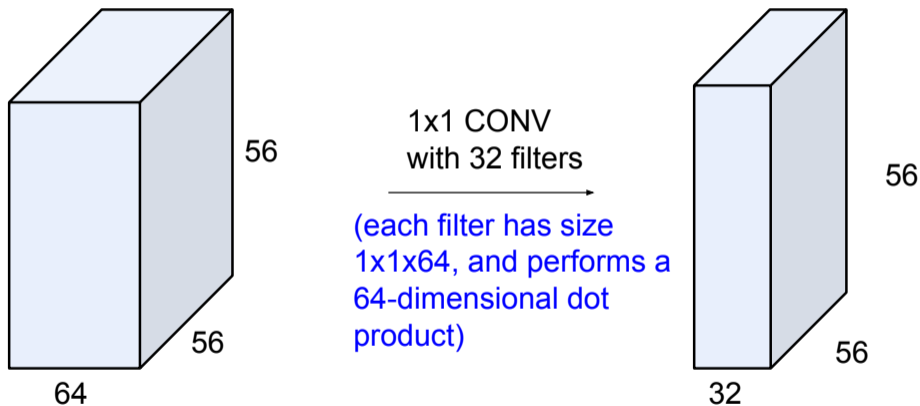 56
56
64
1x1 CONV
with 32 filters
(each filter has size
1x1x64, and performs a
64-dimensional dot
product)
56
56
32